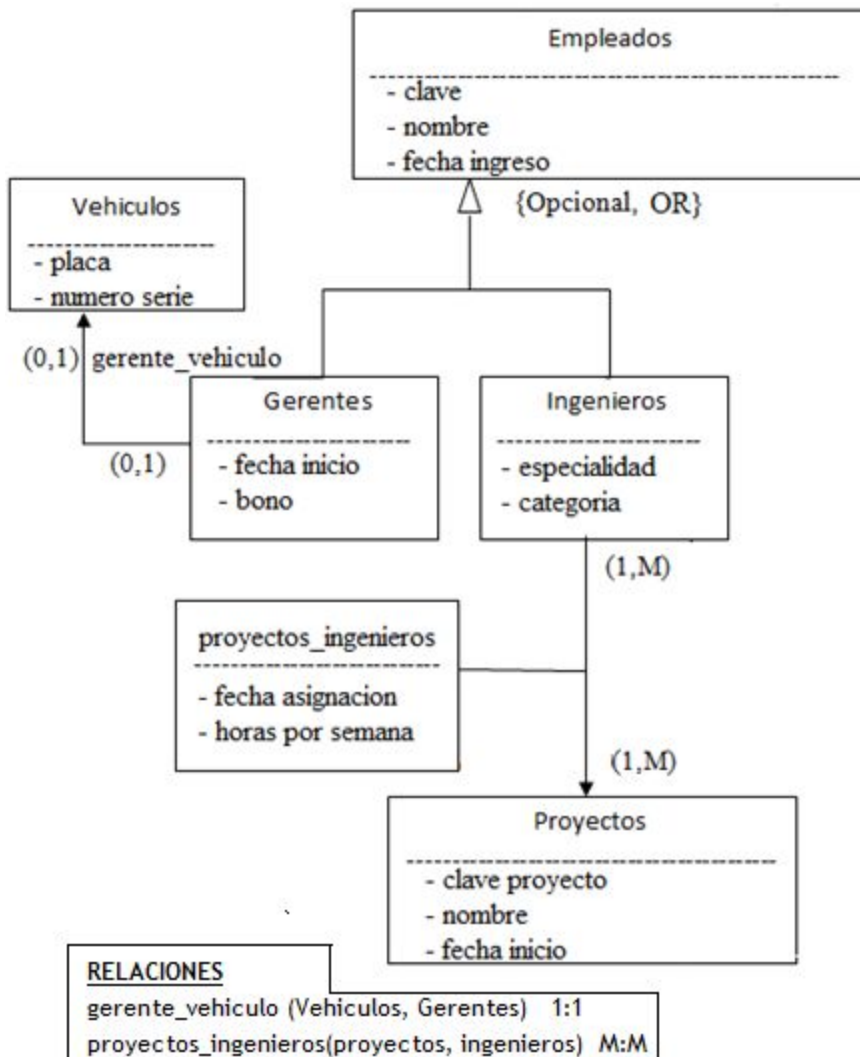 Empleados
- clave
- nombre
- fecha ingreso
{Opcional, OR}
Vehiculos
- placa
- numero serie
(0,1) gerente_vehiculo
(0,1)
Gerentes
- fecha inicio
- bono
Ingenieros
- especialidad
- categoria
(1,M)
proyectos_ingenieros
- fecha asignacion
- horas por semana
(1,M)
Proyectos
- clave proyecto
- nombre
- fecha inicio
RELACIONES
gerente_vehiculo (Vehiculos, Gerentes) 1:1
proyectos_ingenieros(proyectos, ingenieros) M:M